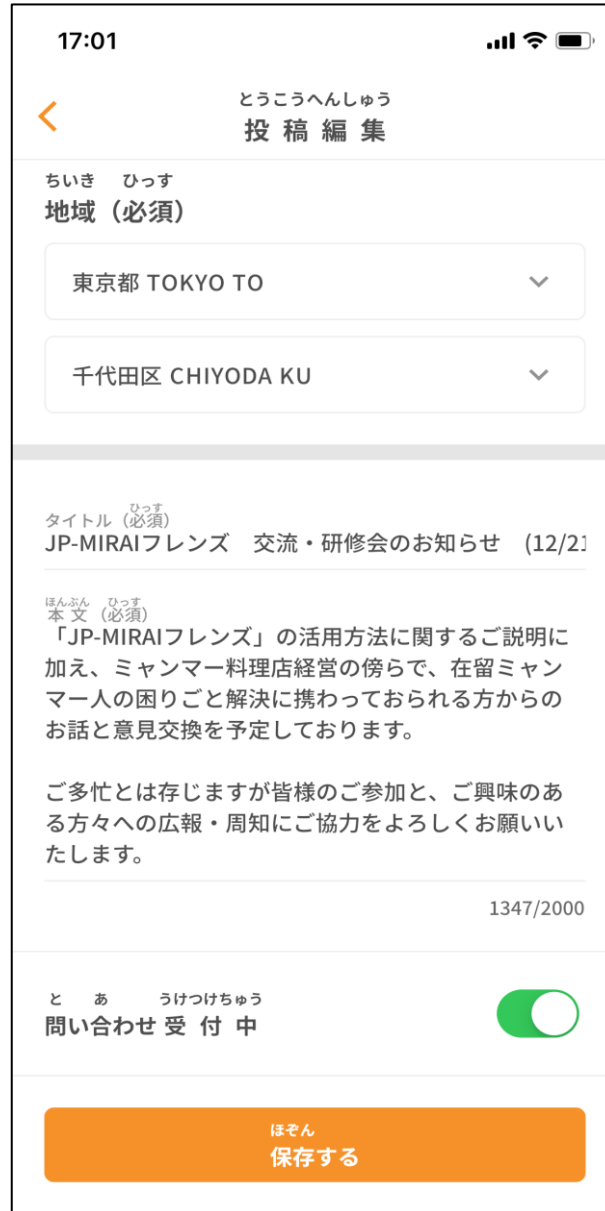 17:01
とうこうへんしゅう
投稿編集
ちいき ひっす
地域（必須）
東京都 TOKYO TO
千代田区 CHIYODA KU
タイトル（必須）
ひっす
JP-MIRAIフレンズ　交流・研修会のお知らせ　(12/21
ほんぶん ひっす
本文（必須）
「JP-MIRAIフレンズ」の活用方法に関するご説明に
加え、ミャンマー料理店経営の傍らで、在留ミャン
マー人の困りごと解決に携わっておられる方からの
お話と意見交換を予定しております。
ご多忙とは存じますが皆様のご参加と、ご興味のあ
る方々への広報・周知にご協力をよろしくお願いい
たします。
1347/2000
と あ うけつけちゅう
問い合わせ受付中
ほぞん
保存する